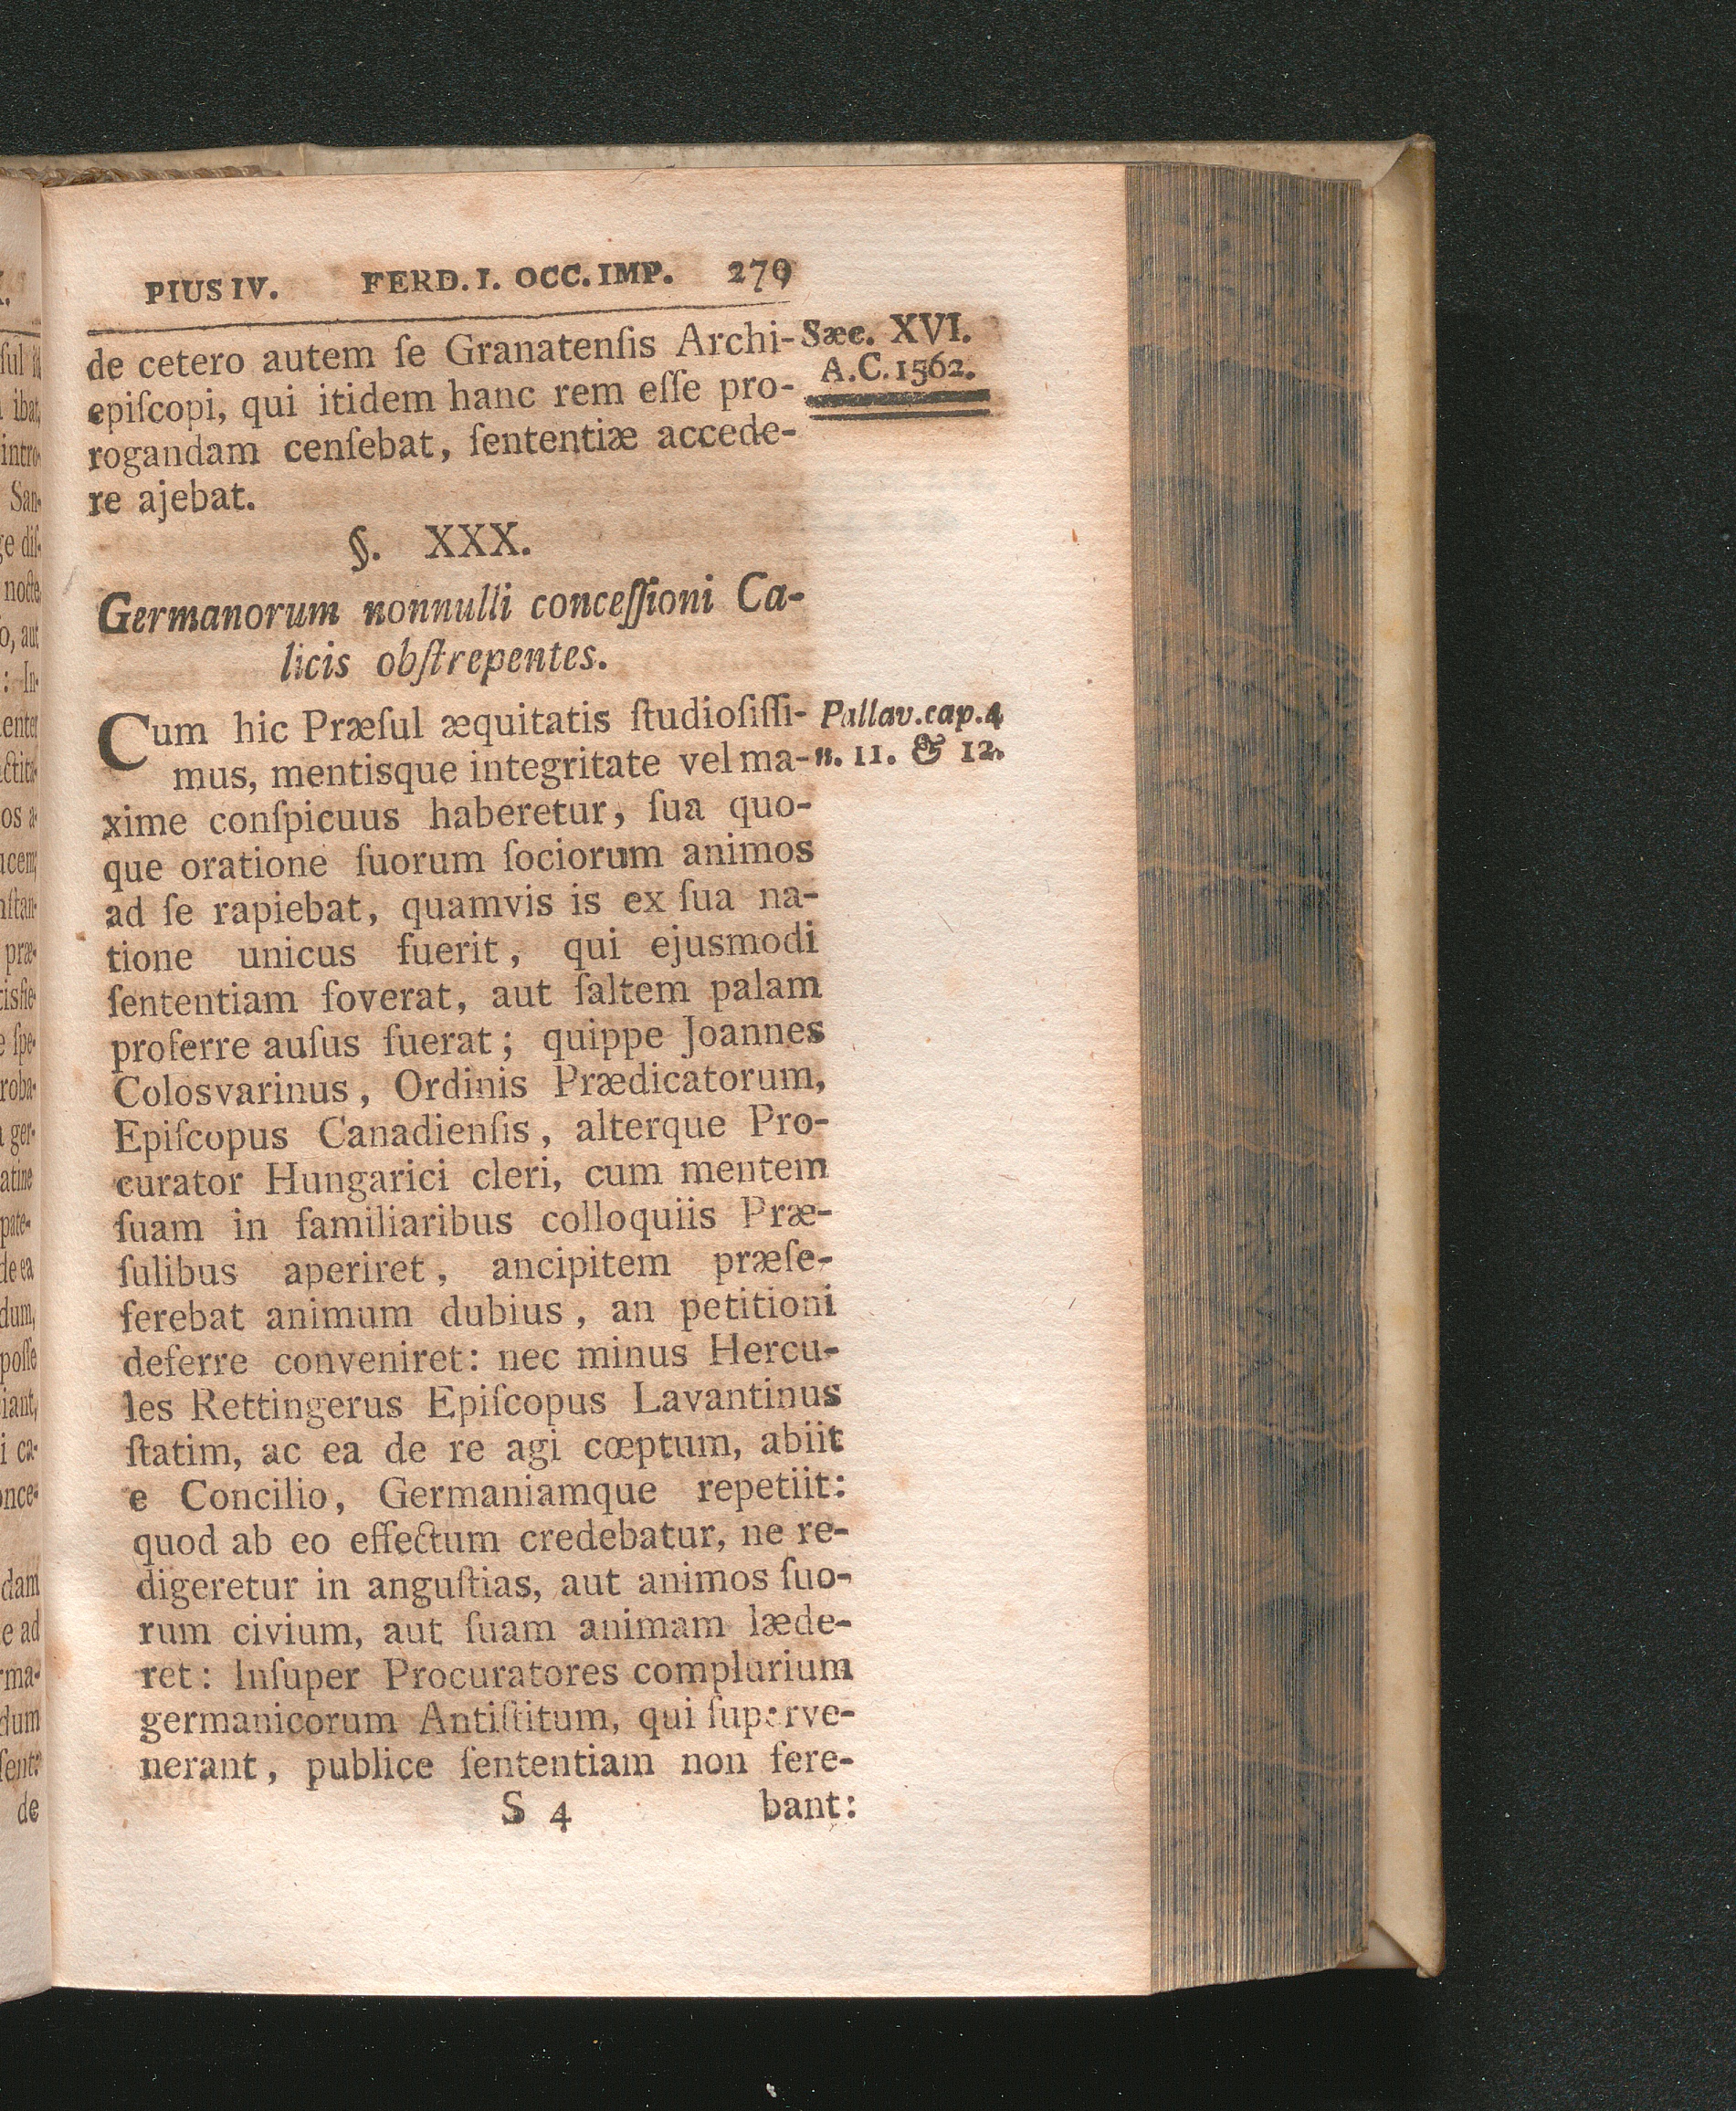 PIUS IV. FERD. I. OCC. IMP. 279
Sæc. XVI.
A.C. 1562.
de cetero autem ſe Granatenſis Archi-
epiſcopi, qui itidem hanc rem eſſe pro-
rogandam cenſebat, ſententiæ accede-
re ajebat.
§. XXX.
Germanorum nonnulli conceſſioni Ca-
licis obſtrepentes.
Pallav. cap. 4
n. 11. & 12.
Cum hic Præſul æquitatis ſtudioſiſſi-
mus, mentisque integritate vel ma-
xime conſpicuus haberetur, ſua quo-
que oratione ſuorum ſociorum animos
ad ſe rapiebat, quamvis is ex ſua na-
tione unicus fuerit, qui ejusmodi
ſententiam foverat, aut ſaltem palam
proferre auſus fuerat; quippe Joannes
Colosvarinus, Ordinis Prædicatorum,
Epiſcopus Canadienſis, alterque Pro-
curator Hungarici cleri, cum mentem
ſuam in familiaribus colloquiis Præ-
ſulibus aperiret, ancipitem præſe-
ferebat animum dubius, an petitioni
deferre conveniret: nec minus Hercu-
les Rettingerus Epiſcopus Lavantinus
ſtatim, ac ea de re agi cœptum, abiit
e Concilio, Germaniamque repetiit:
quod ab eo effectum credebatur, ne re-
digeretur in anguſtias, aut animos ſuo-
rum civium, aut ſuam animam læde-
ret: Inſuper Procuratores complurium
germanicorum Antiſtitum, qui ſuperve-
nerant, publice ſententiam non fere-
S 4 bant: